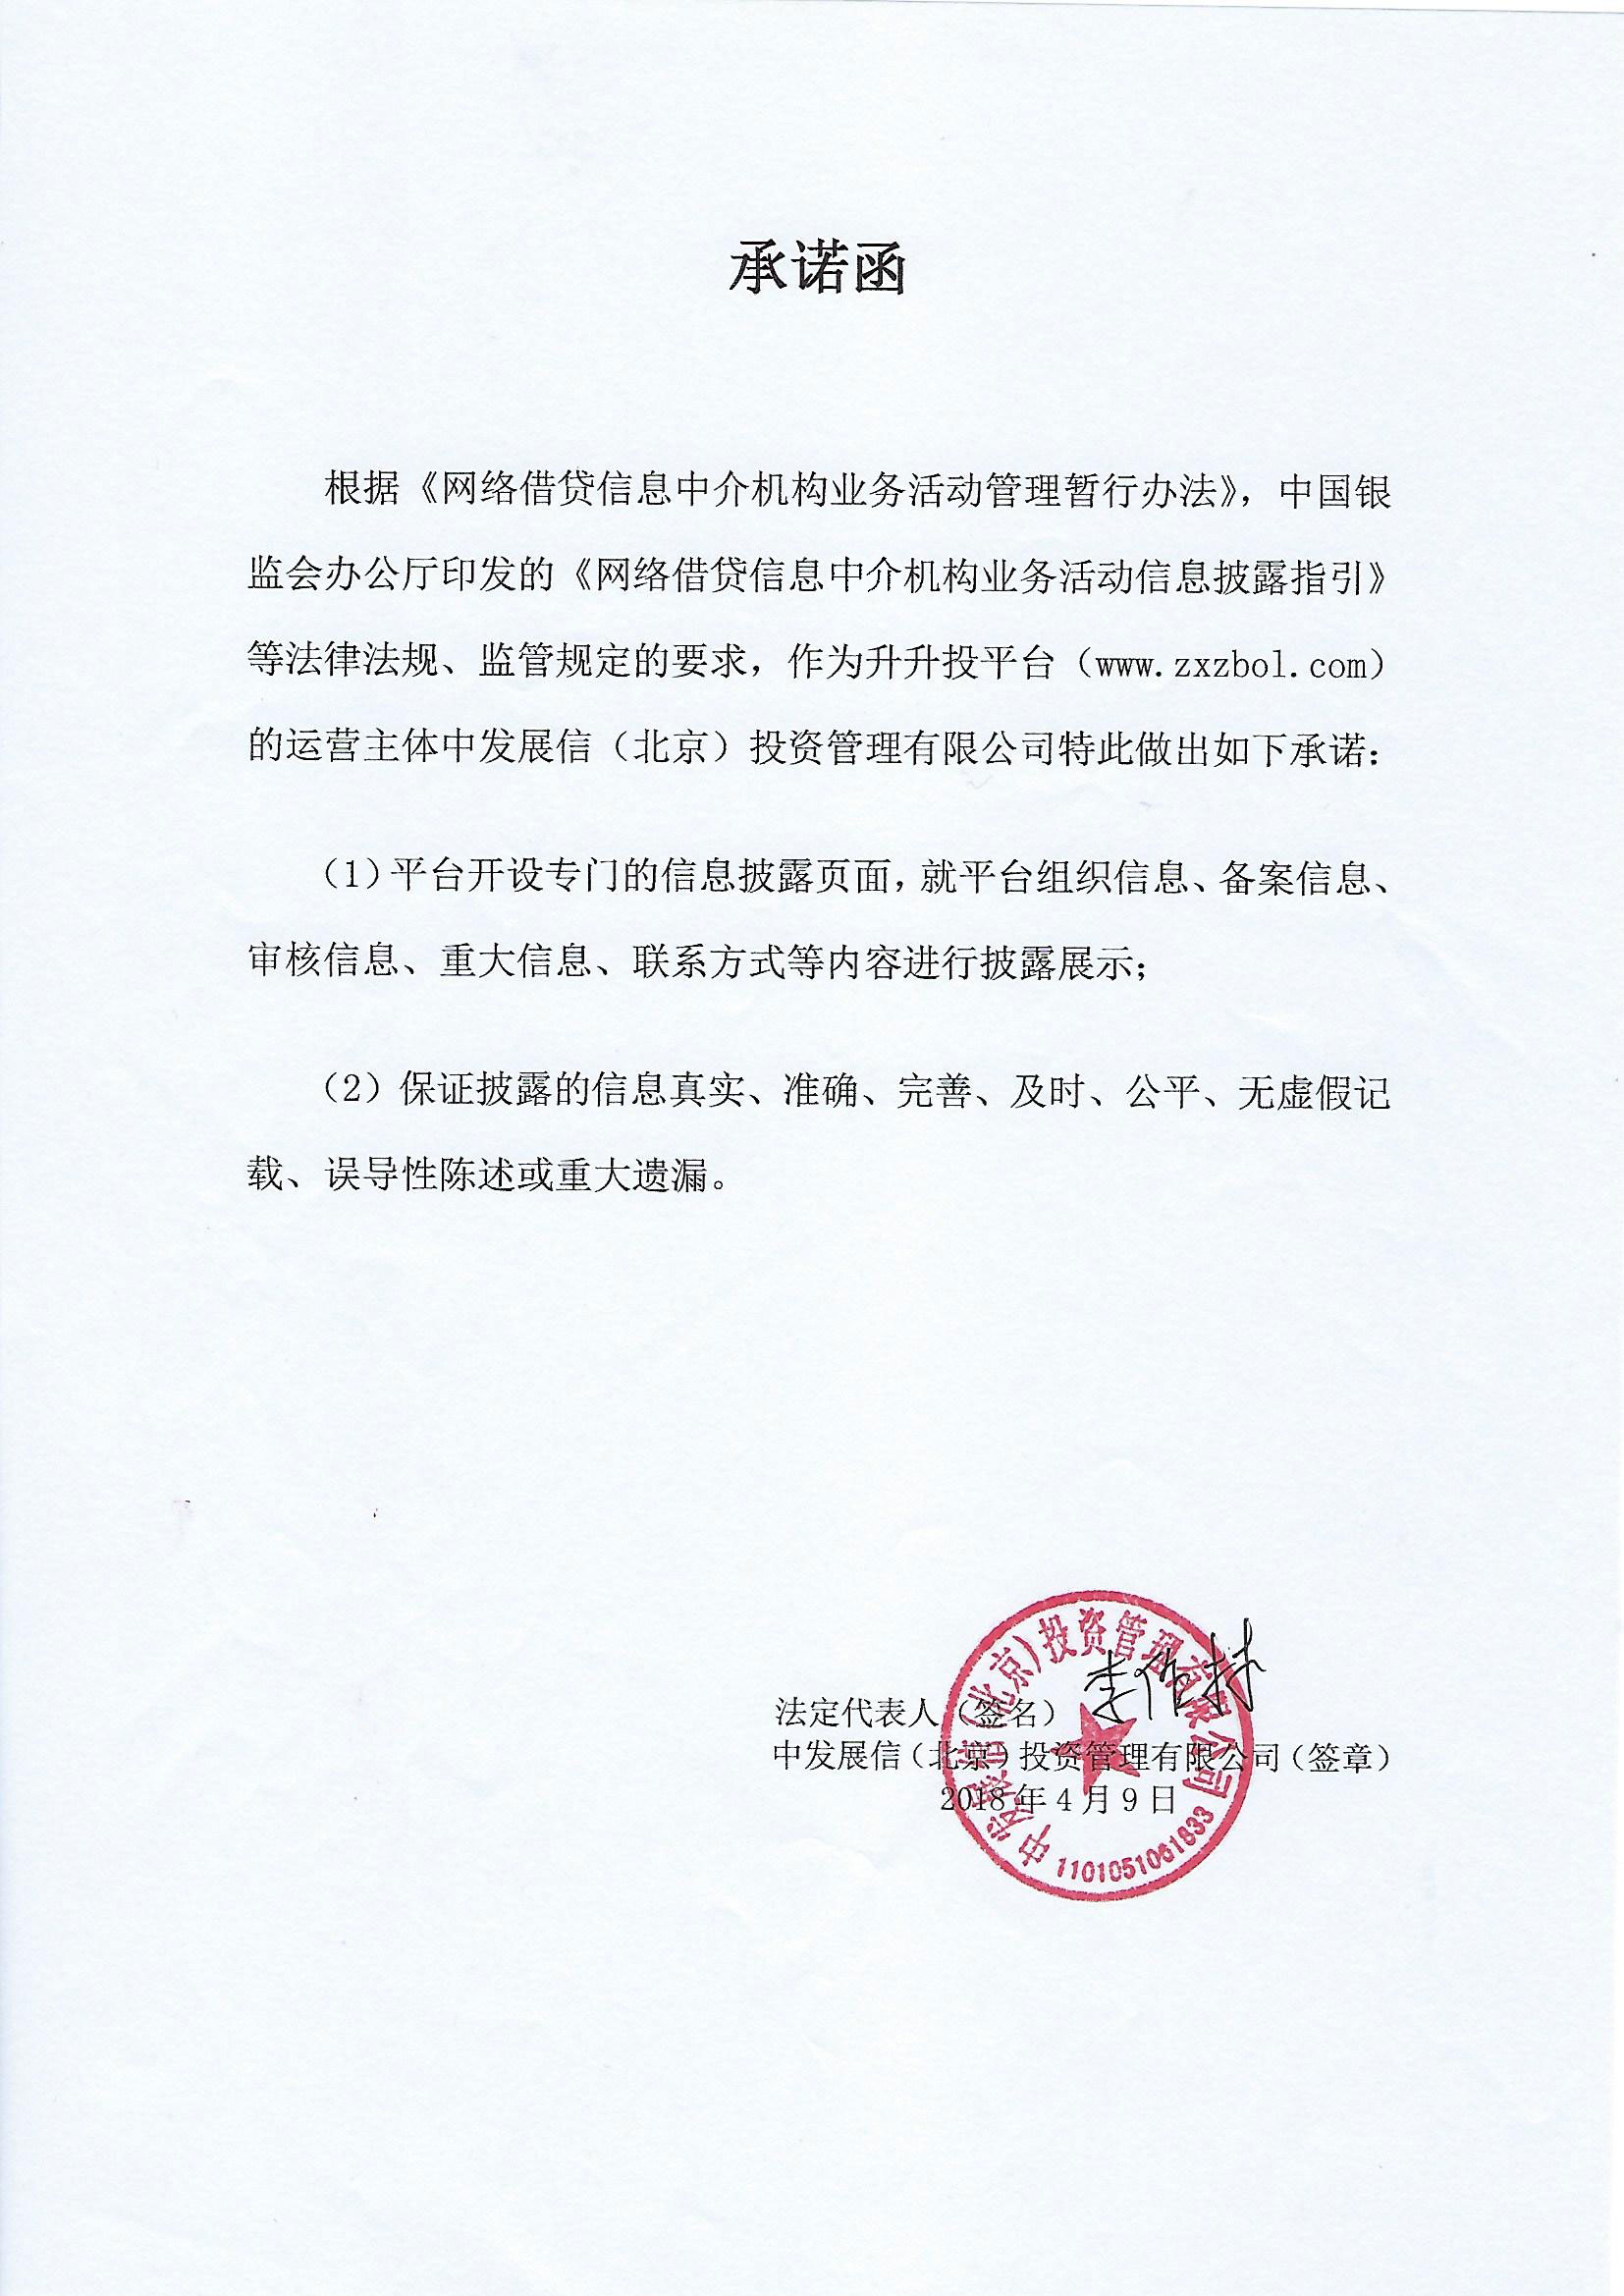 承诺函
根据《网络借贷信息中介机构业务活动管理暂行办法》，中国银
监会办公厅印发的《网络借贷信息中介机构业务活动信息披露指引》
等法律法规、监管规定的要求，作为升升投平台（www.zxzbol.com）
的运营主体中发展信（北京）投资管理有限公司特此做出如下承诺：
（1）平台开设专门的信息披露页面，就平台组织信息、备案信息、
审核信息、重大信息、联系方式等内容进行披露展示；
（2）保证披露的信息真实、准确、完善、及时、公平、无虚假记
载、误导性陈述或重大遗漏。
法定代表人（签名）
中发展信（北京）投资管理有限公司（签章）
2018年4月9日
中发展信（北京）投资管理有限公司
1101051061833